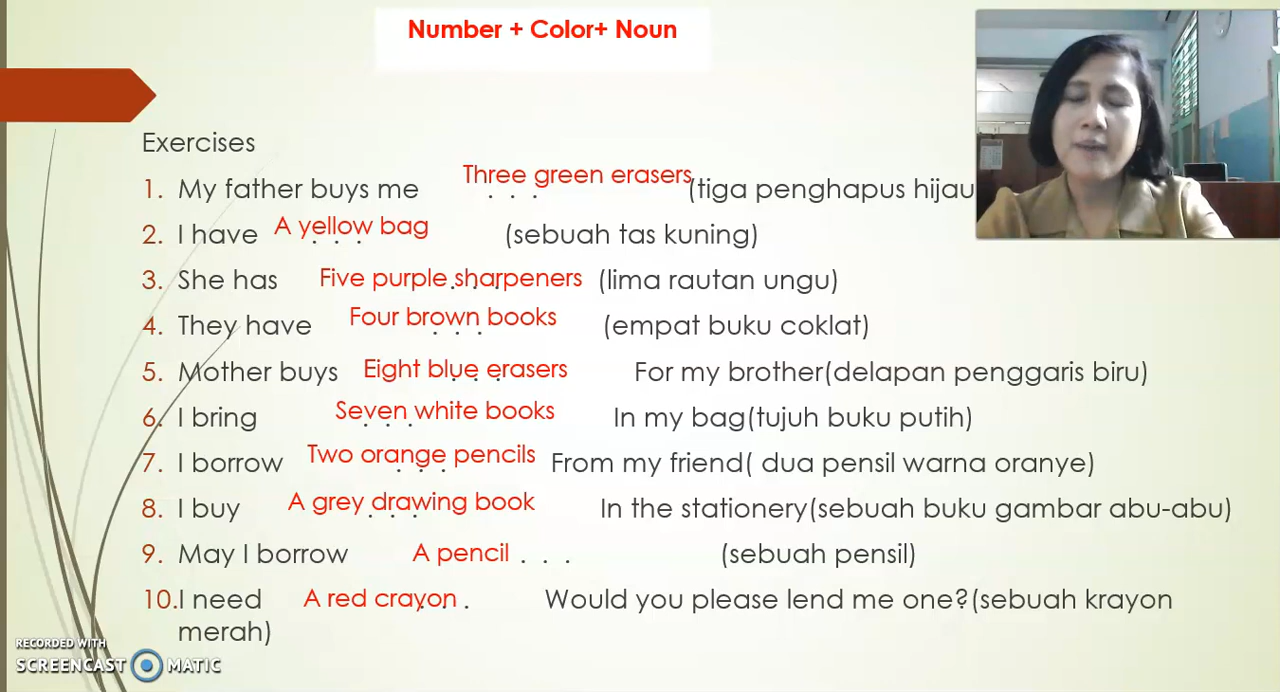 Number + Color+ Noun
Exercises
1. My father buys me Three green erasers . . . (tiga penghapus hijau
2. I have A yellow bag . . . (sebuah tas kuning)
3. She has Five purple sharpeners . . . (lima rautan ungu)
4. They have Four brown books . . . (empat buku coklat)
5. Mother buys Eight blue erasers . . . For my brother(delapan penggaris biru)
6. I bring Seven white books . . . In my bag(tujuh buku putih)
7. I borrow Two orange pencils . . . From my friend( dua pensil warna oranye)
8. I buy A grey drawing book . . . In the stationery(sebuah buku gambar abu-abu)
9. May I borrow A pencil . . . (sebuah pensil)
10.I need A red crayon . . . Would you please lend me one?(sebuah krayon
merah)
RECORDED WITH
SCREENCAST MATIC